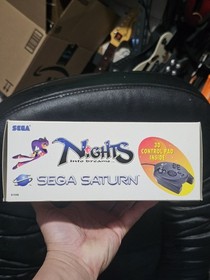 SEGA
NiGHTS
into Dreams
3D
CONTROL PAD
INSIDE
SEGA SATURN